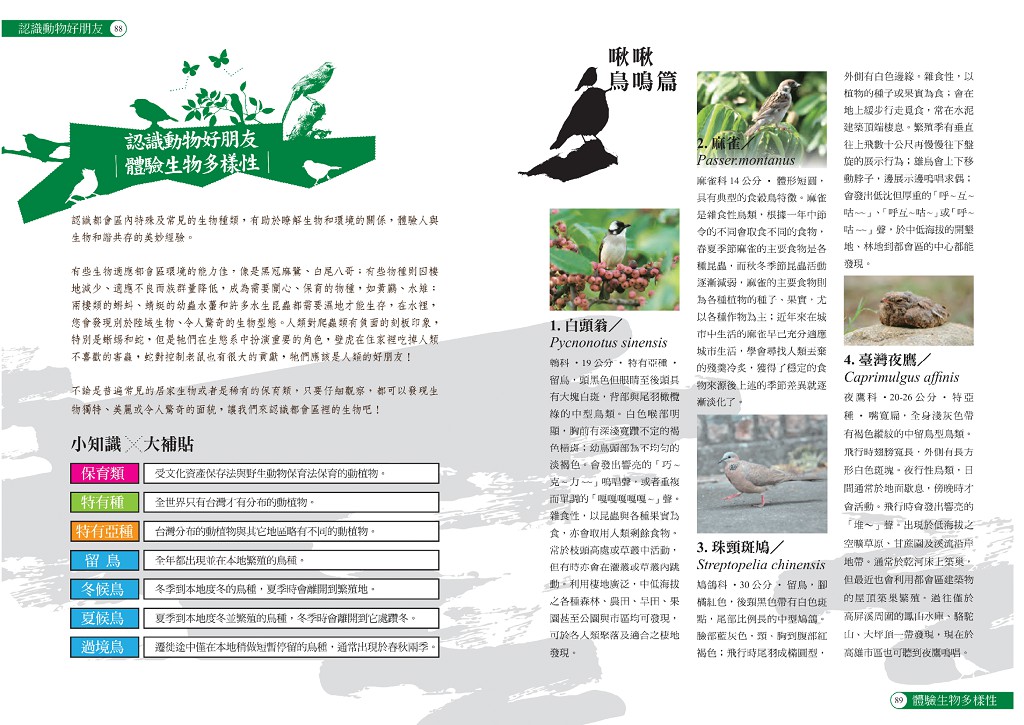 認識動物好朋友 88
認識動物好朋友
體驗生物多樣性
認識都會區內特殊及常見的生物種類，有助於瞭解生物和環境的關係，體驗人與
生物和諧共存的美妙經驗。
有些生物適應都會區環境的能力佳，像是黑冠麻鷺、白尾八哥；有些物種則因棲
地減少、適應不良而族群量降低，成為需要關心、保育的物種，如黃鸝、水雉；
兩棲類的蝌蚪、蜻蜓的幼蟲水蠆和許多水生昆蟲都需要濕地才能生存，在水裡，
您會發現別於陸域生物、令人驚奇的生物型態。人類對爬蟲類有負面的刻板印象，
特別是蜥蜴和蛇，但是牠們在生態系中扮演重要的角色，壁虎在住家裡吃掉人類
不喜歡的害蟲，蛇對控制老鼠也有很大的貢獻，牠們應該是人類的好朋友！
不論是普遍常見的居家生物或者是稀有的保育類，只要仔細觀察，都可以發現生
物獨特、美麗或令人驚奇的面貌，讓我們來認識都會區裡的生物吧！
小知識 大補貼
保育類 受文化資產保存法與野生動物保育法保育的動植物。
特有種 全世界只有台灣才有分布的動植物。
特有亞種 台灣分布的動植物與其它地區略有不同的動植物。
留 鳥 全年都出現並在本地繁殖的鳥種。
冬候鳥 冬季到本地度冬的鳥種，夏季時會離開到繁殖地。
夏候鳥 夏季到本地度冬並繁殖的鳥種，冬季時會離開到它處躓冬。
過境鳥 遷徙途中僅在本地稍做短暫停留的鳥種，通常出現於春秋兩季。
啾啾
鳥鳴篇
1. 白頭翁／
Pycnonotus sinensis
鵯科・19公分・特有亞種・
留鳥，頭黑色但眼睛至後頭具
有大塊白斑，背部與尾羽橄欖
綠的中型鳥類。白色喉部明
顯，胸前有深淺寬躓不定的褐
色橫斑；幼鳥頭部為不均勻的
淡褐色。會發出響亮的「巧~
克~力~~」鳴叫聲，或者重複
而單調的「嘎嘎嘎嘎嘎~」聲。
雜食性，以昆蟲與各種果實為
食，亦會取用人類剩餘食物。
常於枝頭高處或草叢中活動，
但有時亦會在灌叢或草叢內跳
動。利用棲地廣泛，中低海拔
之各種森林、農田、旱田、果
園甚至公園與市區均可發現，
可於各人類聚落及適合之棲地
發現。
2. 麻雀／
Passer.montanus
麻雀科14公分・體形短圓，
具有典型的食穀鳥特徵。麻雀
是雜食性鳥類，根據一年中節
令的不同會取食不同的食物，
春夏季節麻雀的主要食物是各
種昆蟲，而秋冬季節昆蟲活動
逐漸減弱，麻雀的主要食物則
為各種植物的種子、果實，尤
以各種作物為主；近年來在城
市中生活的麻雀早已充分適應
城市生活，學會尋找人類丟棄
的殘羹冷炙，獲得了穩定的食
物來源後上述的季節差異就逐
漸淡化了。
3. 珠頸斑鳩／
Streptopelia chinensis
鳩鴿科・30公分・留鳥，腳
橘紅色，後頸黑色帶有白色斑
點，尾部比例長的中型鳩鴿。
臉部藍灰色，頸、胸到腹部紅
褐色；飛行時尾羽成橢圓型，
外側有白色邊緣。雜食性，以
植物的種子或果實為食；會在
地上緩步行走覓食，常在水泥
建築頂端棲息。繁殖季有垂直
往上飛數十公尺再慢慢往下盤
旋的展示行為；雄鳥會上下移
動脖子，邊展示邊鳴唱求偶；
會發出低沈但厚重的「呼~互~
咕~~」、「呼互~咕~」或「呼~
咕~~」聲，於中低海拔的開墾
地、林地到都會區的中心都能
發現。
4. 臺灣夜鷹／
Caprimulgus affinis
夜鷹科・20-26公分・特亞
種・嘴寬扁，全身淺灰色帶
有褐色縱紋的中留鳥型鳥類。
飛行時翅膀寬長，外側有長方
形白色斑塊。夜行性鳥類，日
間通常於地面歇息，傍晚時才
會活動。飛行時會發出響亮的
「堆~」聲。出現於低海拔之
空曠草原、甘蔗園及溪流沿岸
地帶。通常於乾河床上築巢，
但最近也會利用都會區建築物
的屋頂築巢繁殖。過往僅於
高屏溪周圍的鳳山水庫、駱駝
山、大坪頂一帶發現，現在於
高雄市區也可聽到夜鷹鳴唱。
89 體驗生物多樣性